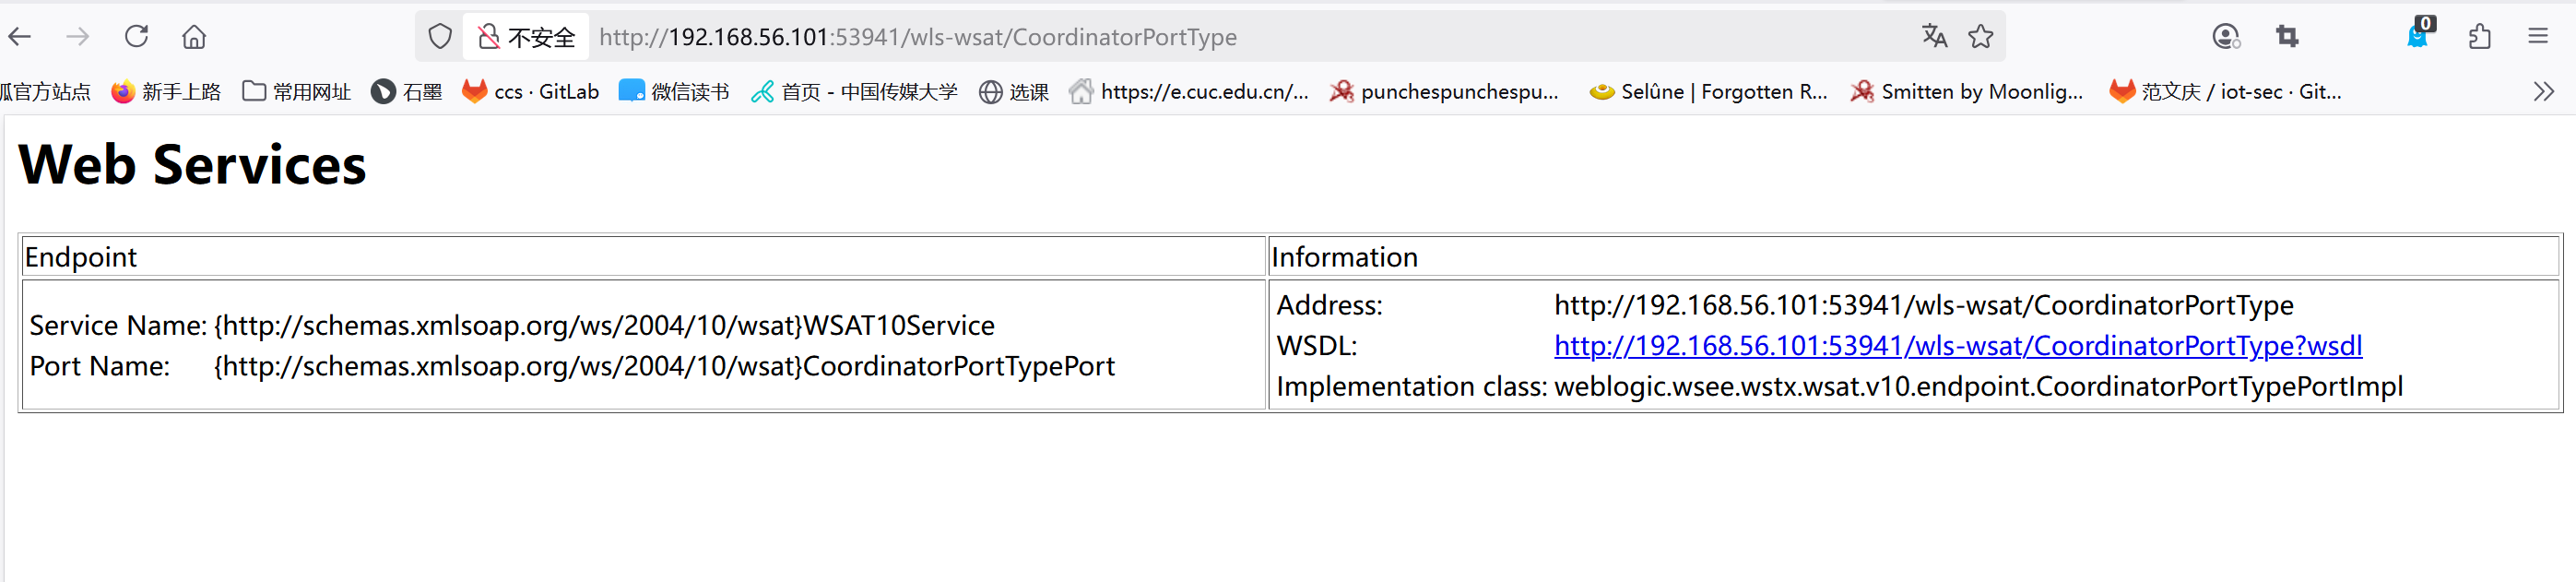 不安全 http://192.168.56.101:53941/wls-wsat/CoordinatorPortType 0
狐官方站点 新手上路 常用网址 石墨 ccs · GitLab 微信读书 首页 - 中国传媒大学 选课 https://e.cuc.edu.cn/... punchespunchespu... Selûne | Forgotten R... Smitten by Moonlig... 范文庆 / iot-sec · Git...
Web Services
Endpoint Information
Service Name: {http://schemas.xmlsoap.org/ws/2004/10/wsat}WSAT10Service
Port Name: {http://schemas.xmlsoap.org/ws/2004/10/wsat}CoordinatorPortTypePort
Address: http://192.168.56.101:53941/wls-wsat/CoordinatorPortType
WSDL: http://192.168.56.101:53941/wls-wsat/CoordinatorPortType?wsdl
Implementation class: weblogic.wsee.wstx.wsat.v10.endpoint.CoordinatorPortTypePortImpl